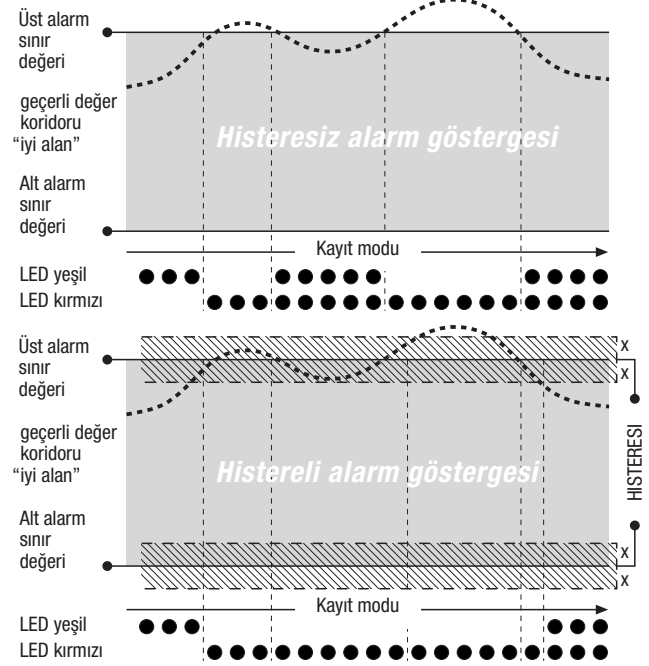 Üst alarm
sınır
değeri
geçerli değer
koridoru
“iyi alan”
Histeresiz alarm göstergesi
Alt alarm
sınır
değeri
Kayıt modu
LED yeşil
LED kırmızı
Üst alarm
sınır
değeri
x
x
geçerli değer
koridoru
“iyi alan”
Histereli alarm göstergesi
HISTERESI
Alt alarm
sınır
değeri
x
x
Kayıt modu
LED yeşil
LED kırmızı